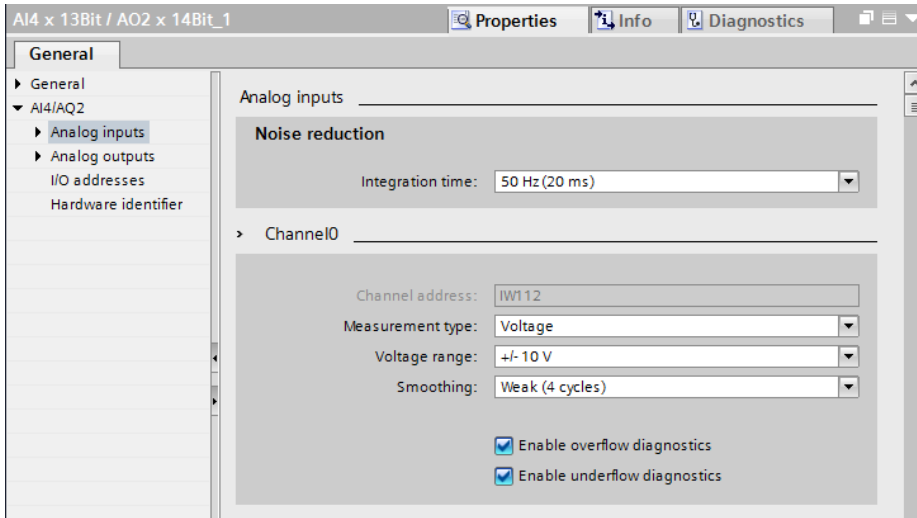 AI4 x 13Bit / AO2 x 14Bit_1
Properties
Info
Diagnostics
General
General
AI4/AQ2
Analog inputs
Analog outputs
I/O addresses
Hardware identifier
Analog inputs
Noise reduction
Integration time: 50 Hz (20 ms)
Channel0
Channel address: IW112
Measurement type: Voltage
Voltage range: +/- 10 V
Smoothing: Weak (4 cycles)
Enable overflow diagnostics
Enable underflow diagnostics